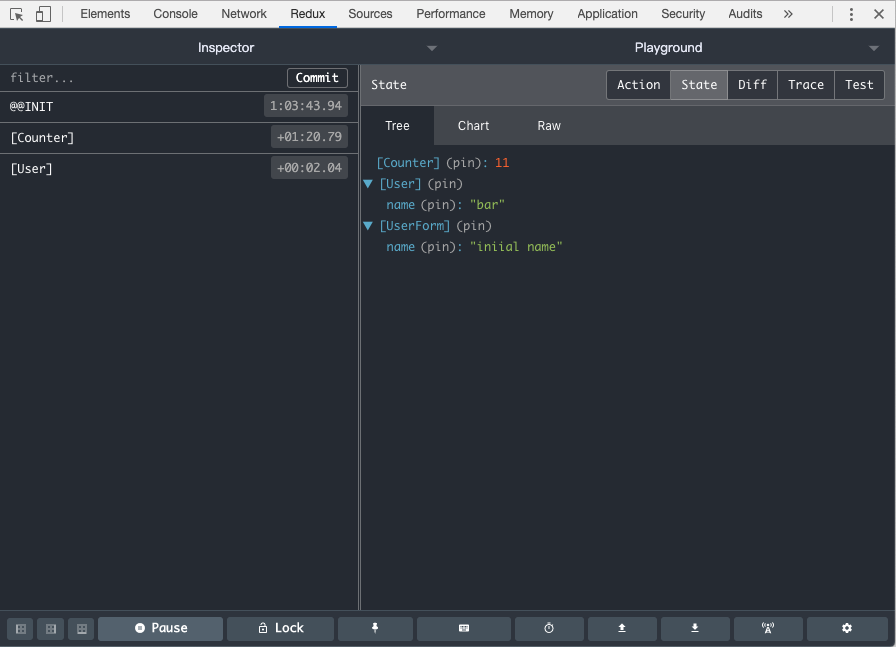 Elements Console Network Redux Sources Performance Memory Application Security Audits »
Inspector Playground
filter... Commit
@@INIT 1:03:43.94
[Counter] +01:20.79
[User] +00:02.04
State Action State Diff Trace Test
Tree Chart Raw
[Counter] (pin): 11
[User] (pin)
name (pin): "bar"
[UserForm] (pin)
name (pin): "iniial name"
Pause Lock